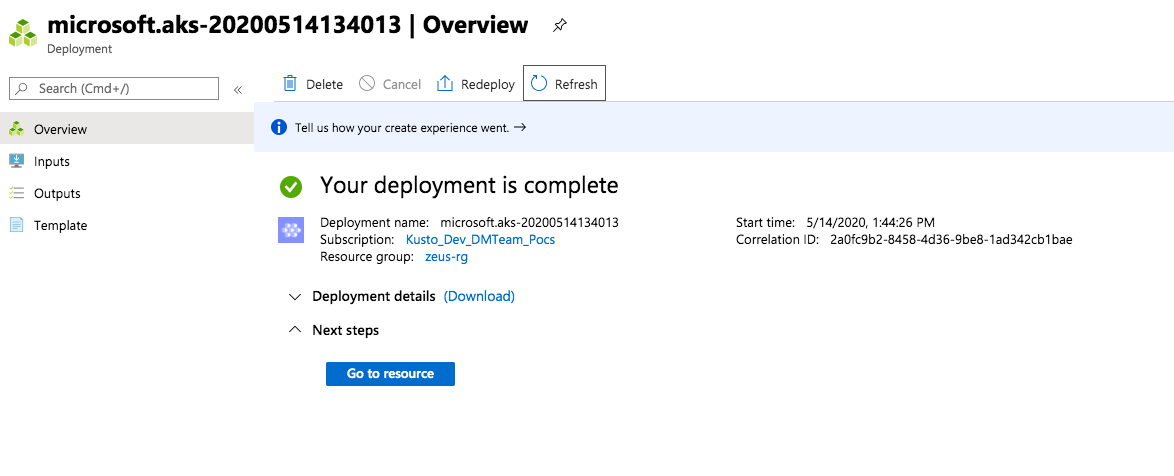 microsoft.aks-20200514134013 | Overview
Deployment
Search (Cmd+/)
«
Delete
Cancel
Redeploy
Refresh
Overview
Inputs
Outputs
Template
Tell us how your create experience went. →
Your deployment is complete
Deployment name: microsoft.aks-20200514134013
Subscription: Kusto_Dev_DMTeam_Pocs
Resource group: zeus-rg
Start time: 5/14/2020, 1:44:26 PM
Correlation ID: 2a0fc9b2-8458-4d36-9be8-1ad342cb1bae
Deployment details (Download)
Next steps
Go to resource